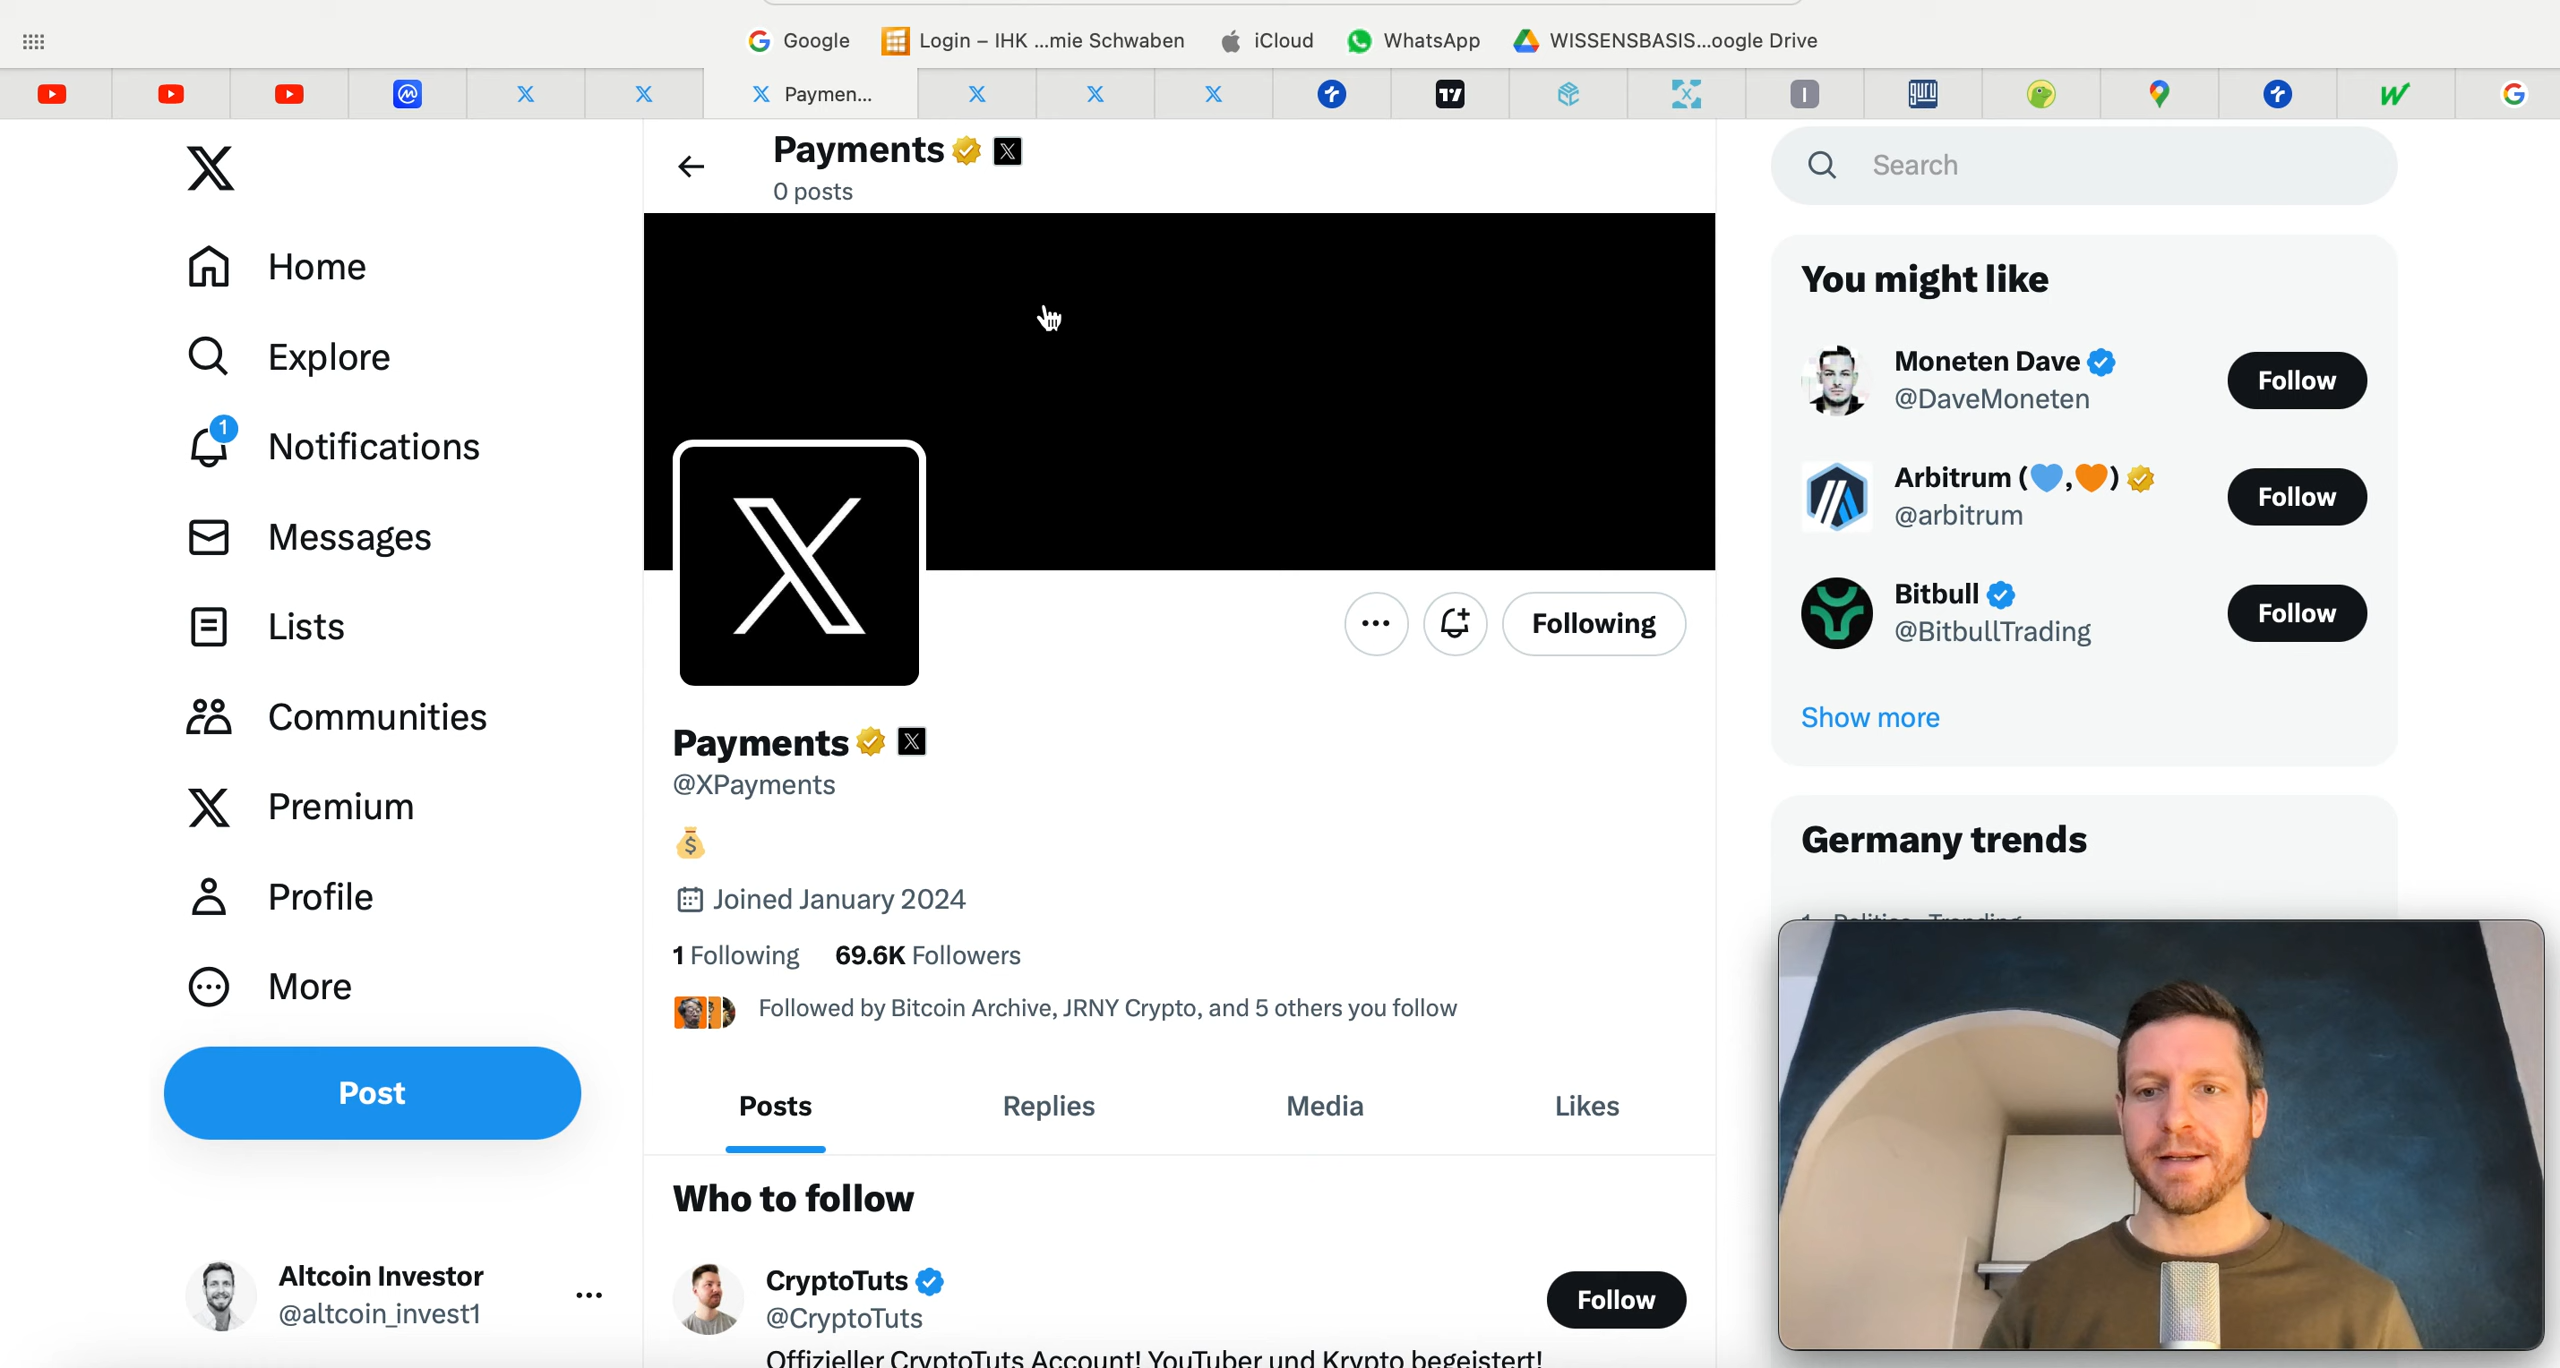 Google
Login – IHK ...mie Schwaben
iCloud
WhatsApp
WISSENSBASIS...oogle Drive
Paymen...
Payments
0 posts
Search
Home
Explore
1
Notifications
Messages
Lists
Communities
Premium
Profile
More
Post
Altcoin Investor
@altcoin_invest1
Following
Payments
@XPayments
Joined January 2024
1 Following 69.6K Followers
Followed by Bitcoin Archive, JRNY Crypto, and 5 others you follow
Posts
Replies
Media
Likes
Who to follow
CryptoTuts
@CryptoTuts
Follow
Offizieller CryptoTuts Account! YouTuber und Krypto begeistert!
You might like
Moneten Dave
@DaveMoneten
Follow
Arbitrum (💙,🧡)
@arbitrum
Follow
Bitbull
@BitbullTrading
Follow
Show more
Germany trends